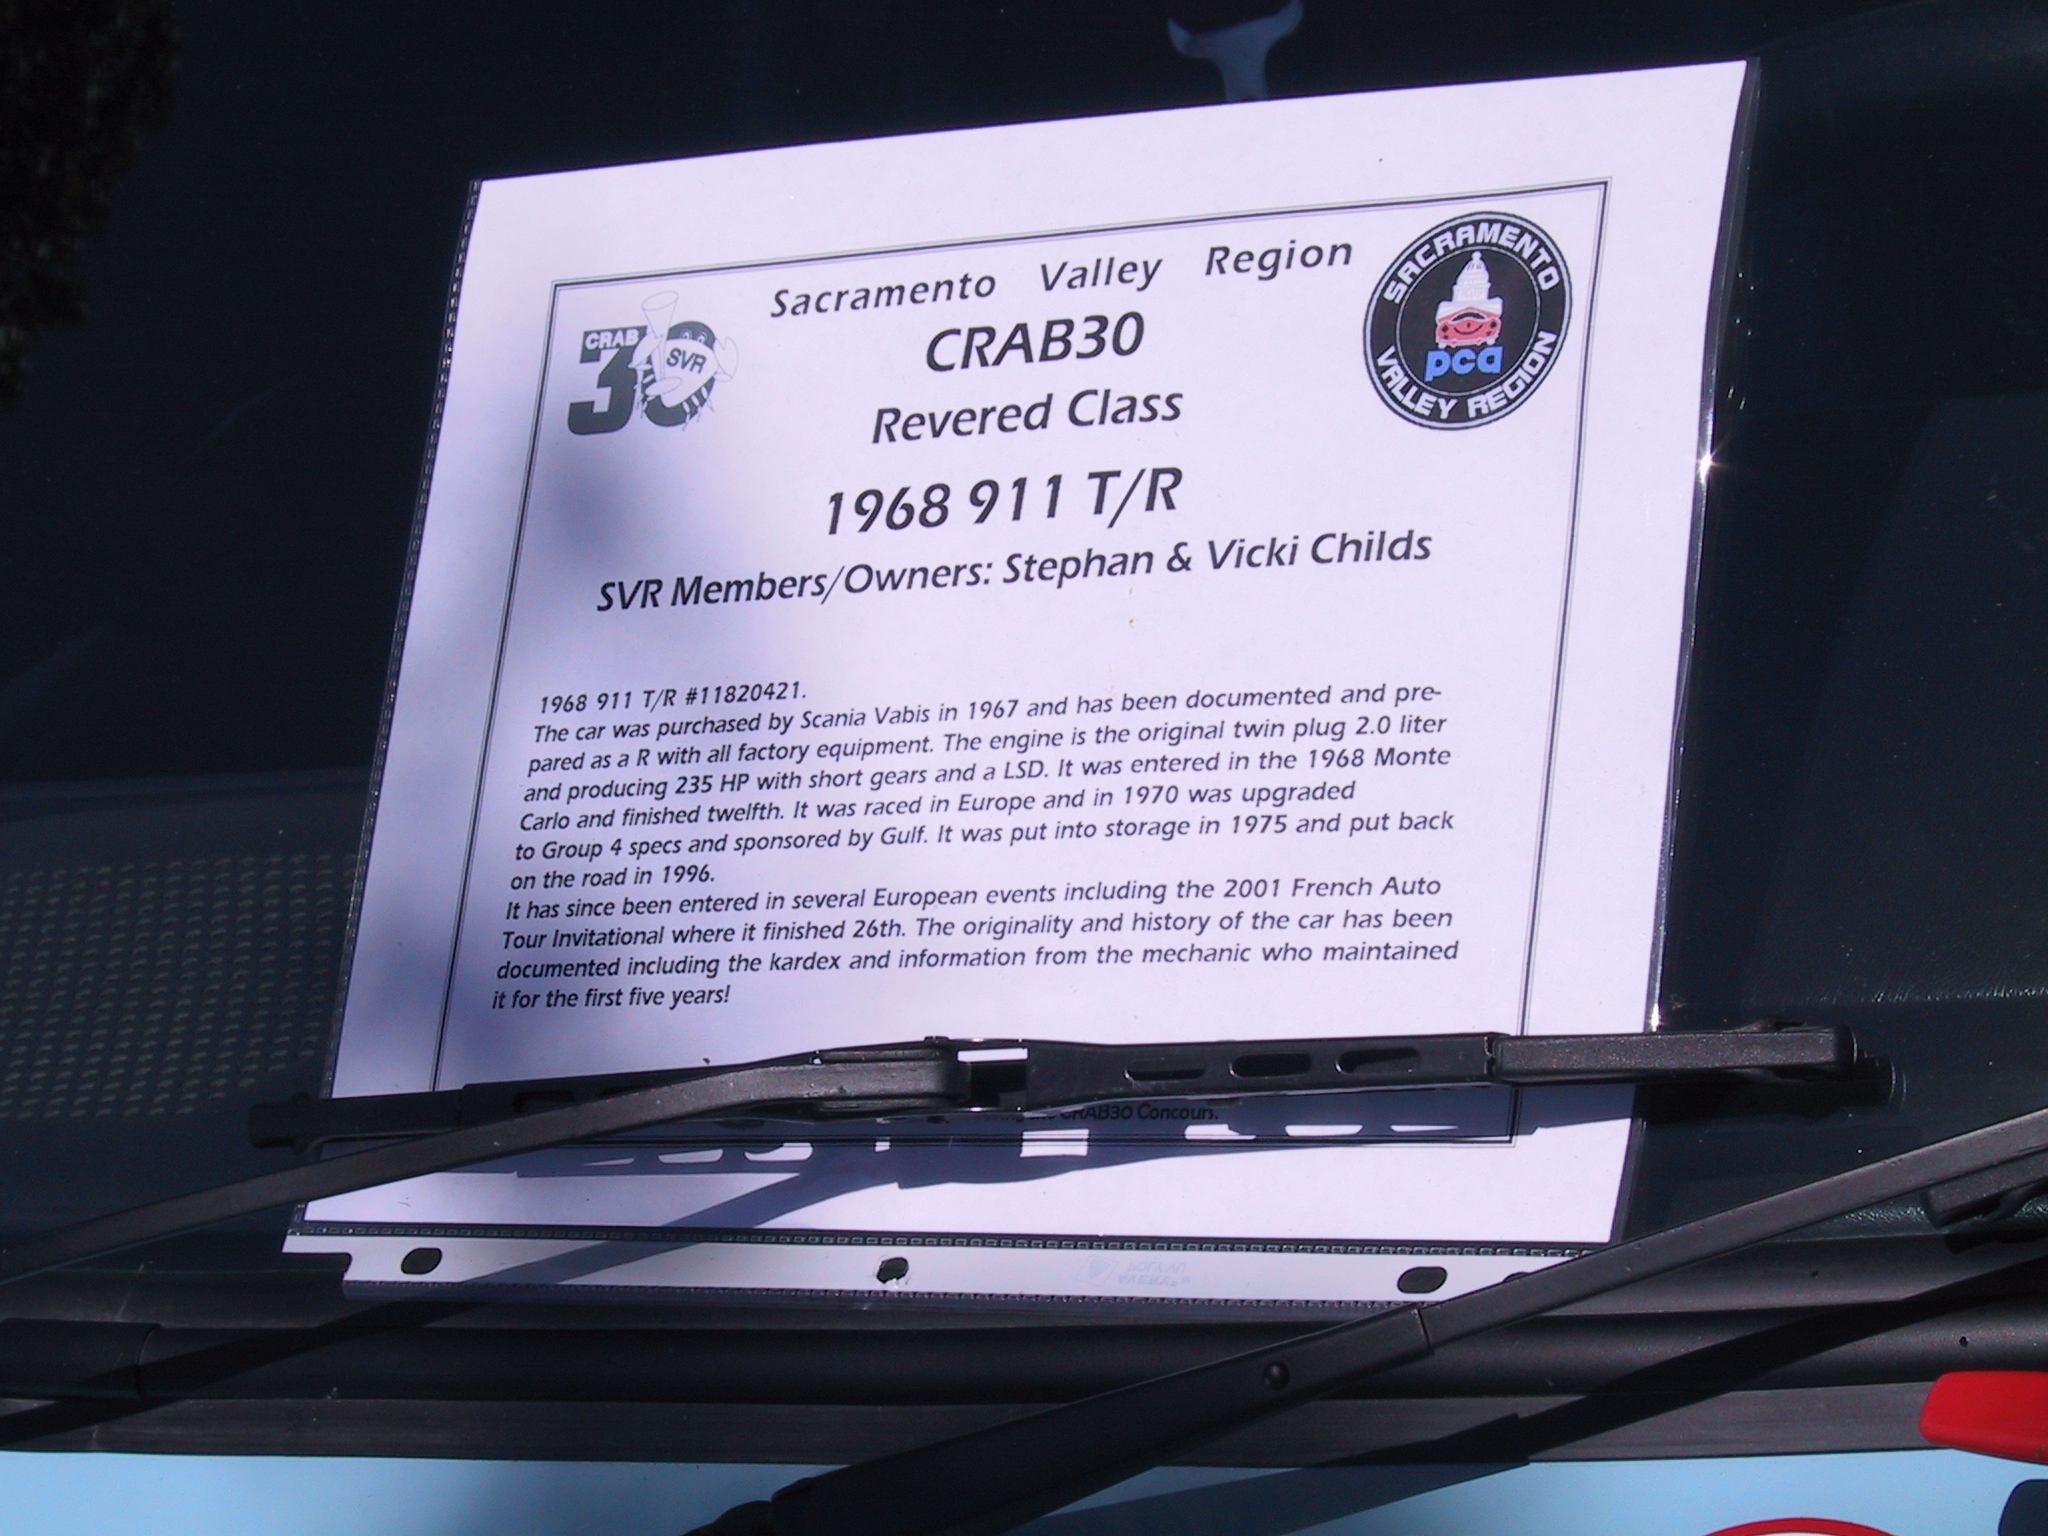 Sacramento Valley Region
CRAB30
Revered Class
1968 911 T/R
SVR Members/Owners: Stephan & Vicki Childs
CRAB
30
SVR
SACRAMENTO
pca
VALLEY REGION
1968 911 T/R #11820421.
The car was purchased by Scania Vabis in 1967 and has been documented and pre-
pared as a R with all factory equipment. The engine is the original twin plug 2.0 liter
and producing 235 HP with short gears and a LSD. It was entered in the 1968 Monte
Carlo and finished twelfth. It was raced in Europe and in 1970 was upgraded
to Group 4 specs and sponsored by Gulf. It was put into storage in 1975 and put back
on the road in 1996.
It has since been entered in several European events including the 2001 French Auto
Tour Invitational where it finished 26th. The originality and history of the car has been
documented including the kardex and information from the mechanic who maintained
it for the first five years!
CRAB30 Concours.